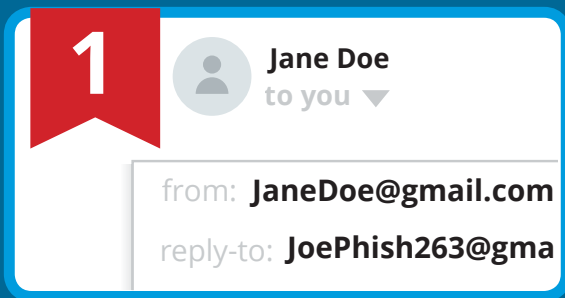 1
Jane Doe
to you
from: JaneDoe@gmail.com
reply-to: JoePhish263@gma